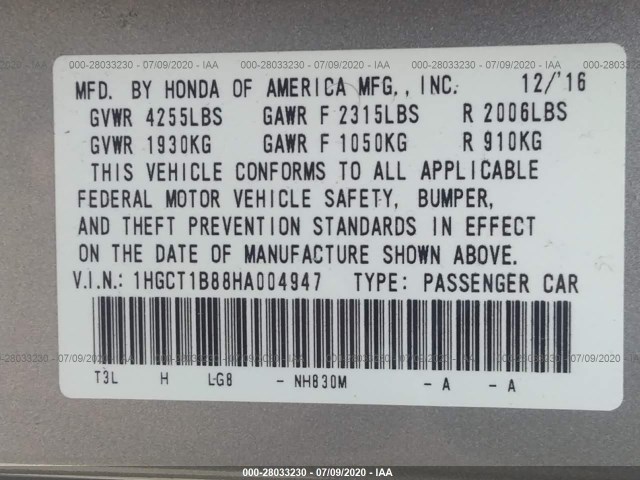 000-28033230 - 07/09/2020 - IAA
MFD. BY HONDA OF AMERICA MFG., INC. 12/'16
GVWR 4255LBS GAWR F 2315LBS R 2006LBS
GVWR 1930KG GAWR F 1050KG R 910KG
THIS VEHICLE CONFORMS TO ALL APPLICABLE
FEDERAL MOTOR VEHICLE SAFETY, BUMPER,
AND THEFT PREVENTION STANDARDS IN EFFECT
ON THE DATE OF MANUFACTURE SHOWN ABOVE.
V.I.N.: 1HGCT1B88HA004947 TYPE: PASSENGER CAR
T3L H LG8 - NH830M - A - A
000-28033230 - 07/09/2020 - IAA